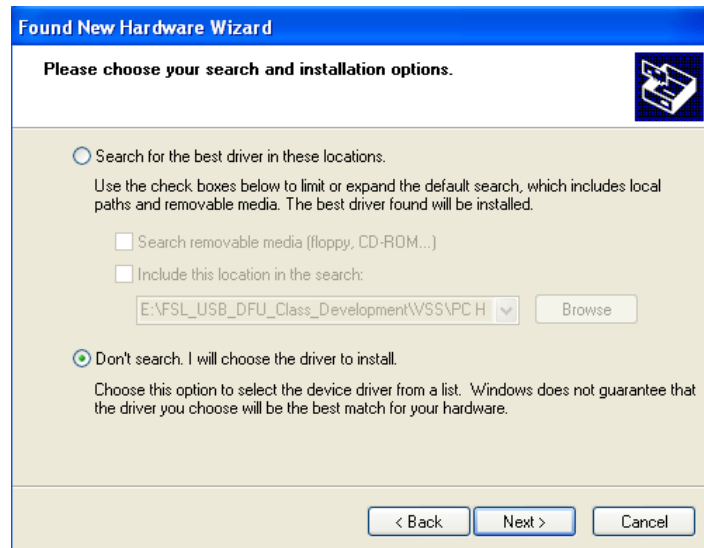 Found New Hardware Wizard
Please choose your search and installation options.
Search for the best driver in these locations.
Use the check boxes below to limit or expand the default search, which includes local
paths and removable media. The best driver found will be installed.
Search removable media (floppy, CD-ROM...)
Include this location in the search:
E:\FSL_USB_DFU_Class_Development\VSS\PC H
Browse
Don't search. I will choose the driver to install.
Choose this option to select the device driver from a list. Windows does not guarantee that
the driver you choose will be the best match for your hardware.
< Back Next > Cancel